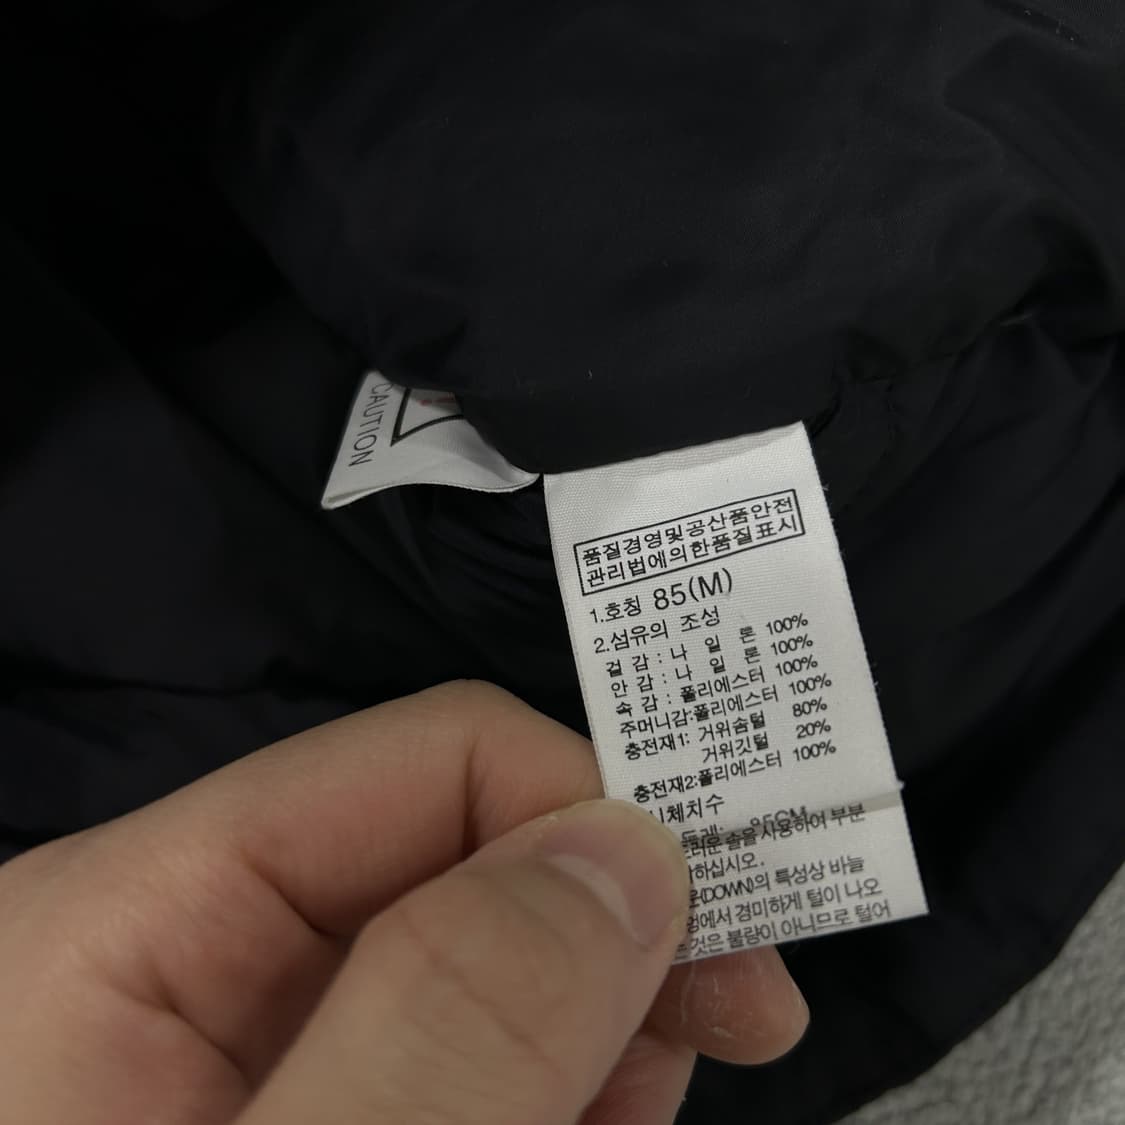 CAUTION
품질경영및공산품안전
관리법에의한품질표시
1.호칭 85(M)
2.섬유의 조성
겉 감 : 나 일 론 100%
안 감 : 나 일 론 100%
속 감 : 폴리에스터 100%
주머니감:폴리에스터 100%
충전재1: 거위솜털 80%
거위깃털 20%
충전재2:폴리에스터 100%
체치수
85CM
솔을 사용하여 부분
하십시오.
(DOWN)의 특성상 바늘
에서 경미하게 털이 나오
것은 불량이 아니므로 털어